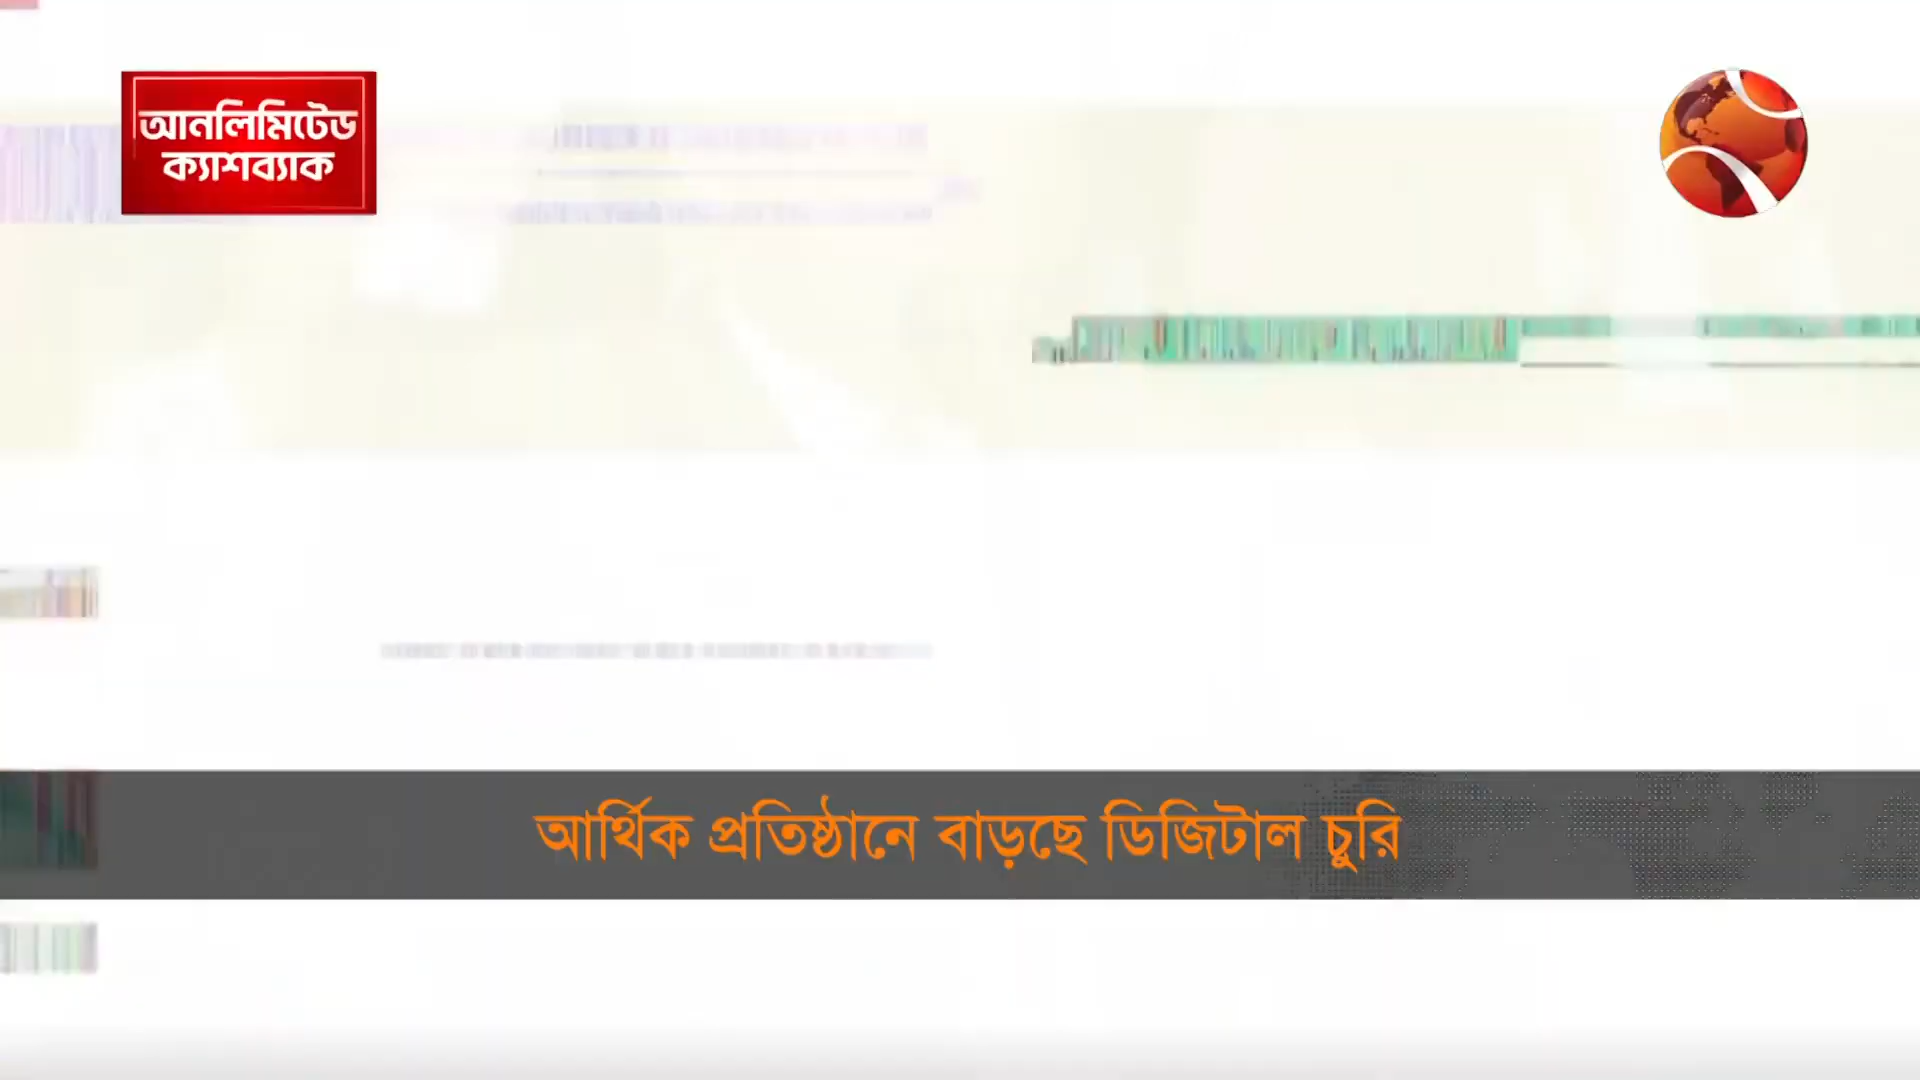 আনলিমিটেড
ক্যাশব্যাক
আর্থিক প্রতিষ্ঠানে বাড়ছে ডিজিটাল চুরি